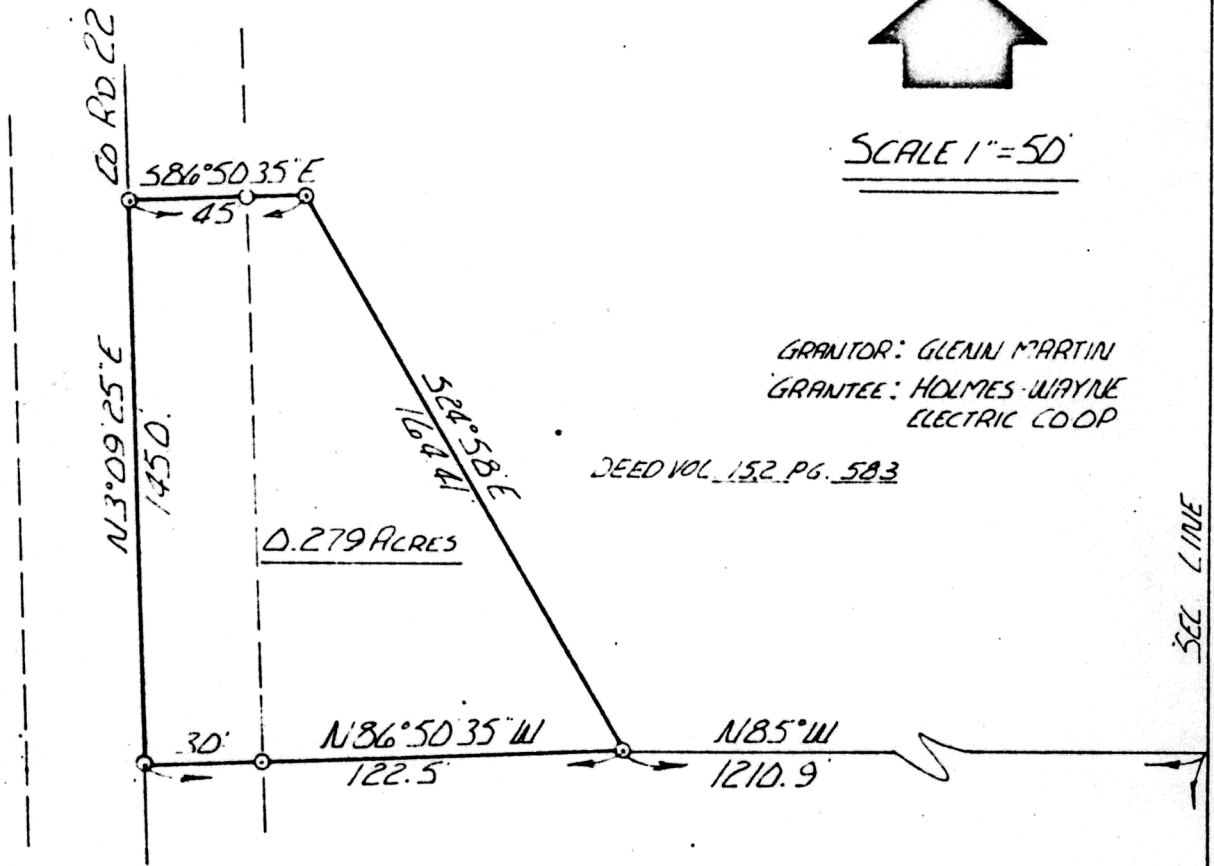 CO RD. 22
SCALE 1"=50'
S86°50'35"E
45'
N3°09'25"E
145.0'
S24°58'E
164.41'
GRANTOR: GLENN MARTIN
GRANTEE: HOLMES-WAYNE
ELECTRIC COOP
DEED VOL 152 PG. 583
0.279 ACRES
SEC LINE
30'
N86°50'35"W
122.5'
N85°W
1210.9'